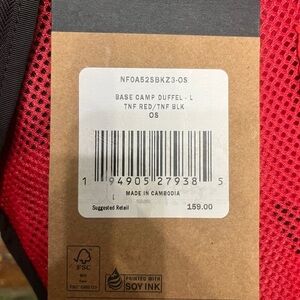 NF0A52SBKZ3-OS
BASE CAMP DUFFEL - L
TNF RED/TNF BLK
OS
1 94905 27938 5
MADE IN CAMBODIA
Suggested Retail 159.00
FSC
PRINTED WITH
SOY INK